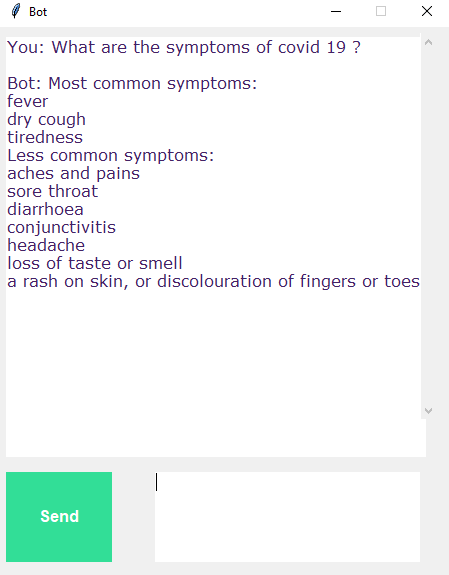 Bot
You: What are the symptoms of covid 19 ?
Bot: Most common symptoms:
fever
dry cough
tiredness
Less common symptoms:
aches and pains
sore throat
diarrhoea
conjunctivitis
headache
loss of taste or smell
a rash on skin, or discolouration of fingers or toes
Send